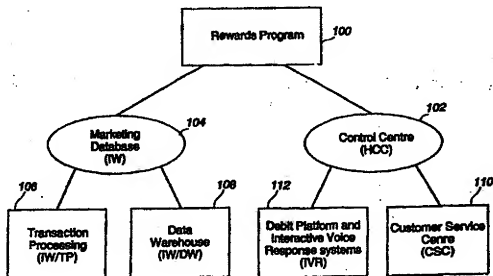 Rewards Program
100
Marketing
Database
(IW)
104
Control Centre
(HCC)
102
106
Transaction
Processing
(IW/TP)
108
Data
Warehouse
(IW/DW)
112
Debit Platform and
Interactive Voice
Response systems
(IVR)
110
Customer Service
Cenre
(CSC)